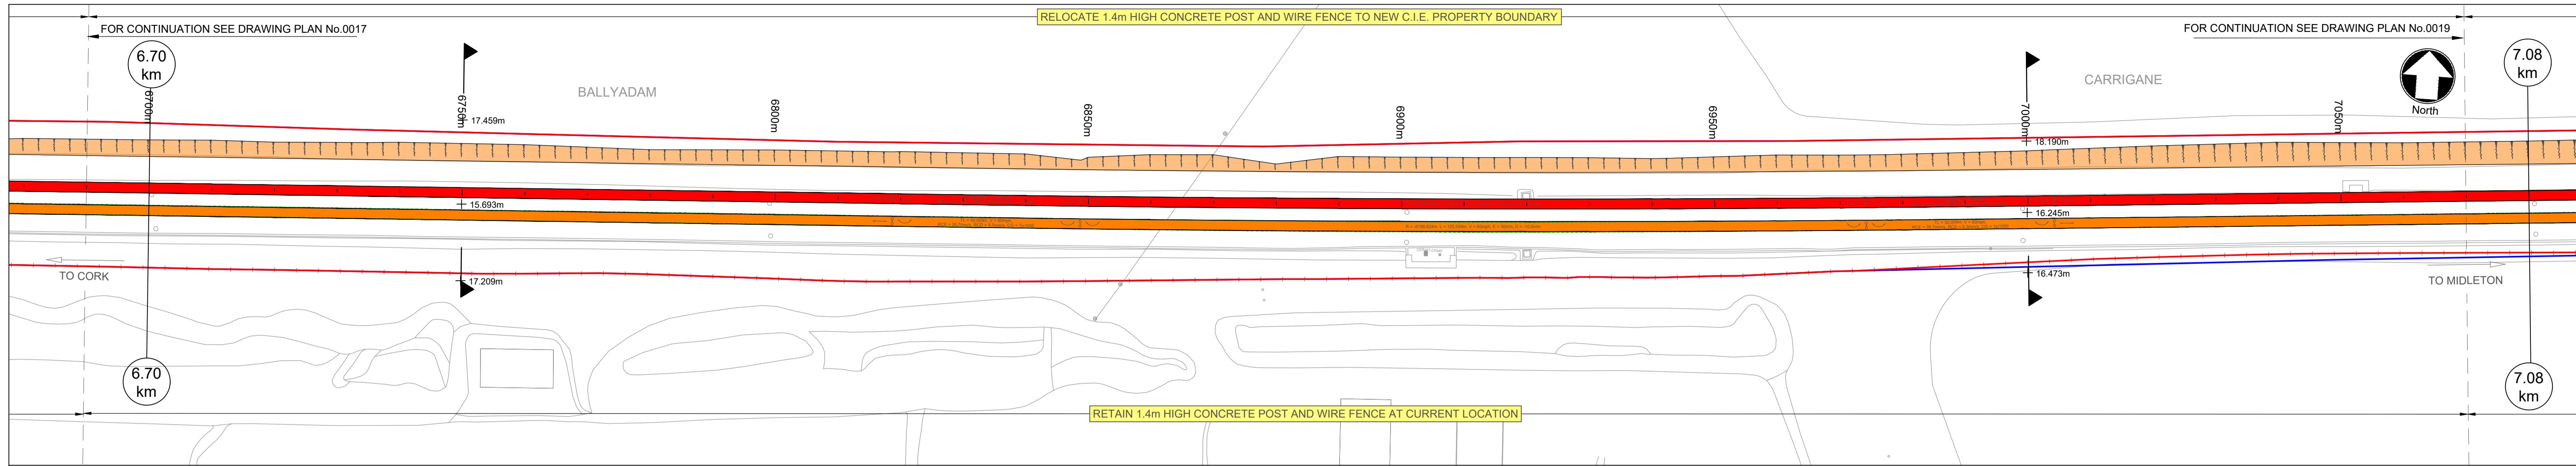 RELOCATE 1.4m HIGH CONCRETE POST AND WIRE FENCE TO NEW C.I.E. PROPERTY BOUNDARY
FOR CONTINUATION SEE DRAWING PLAN No.0017
FOR CONTINUATION SEE DRAWING PLAN No.0019
6.70
km
7.08
km
BALLYADAM
CARRIGANE
North
6700m
6750m
6800m
6850m
6900m
6950m
7000m
7050m
17.459m
18.190m
15.693m
16.245m
TO CORK
17.209m
16.473m
TO MIDLETON
6.70
km
7.08
km
RETAIN 1.4m HIGH CONCRETE POST AND WIRE FENCE AT CURRENT LOCATION